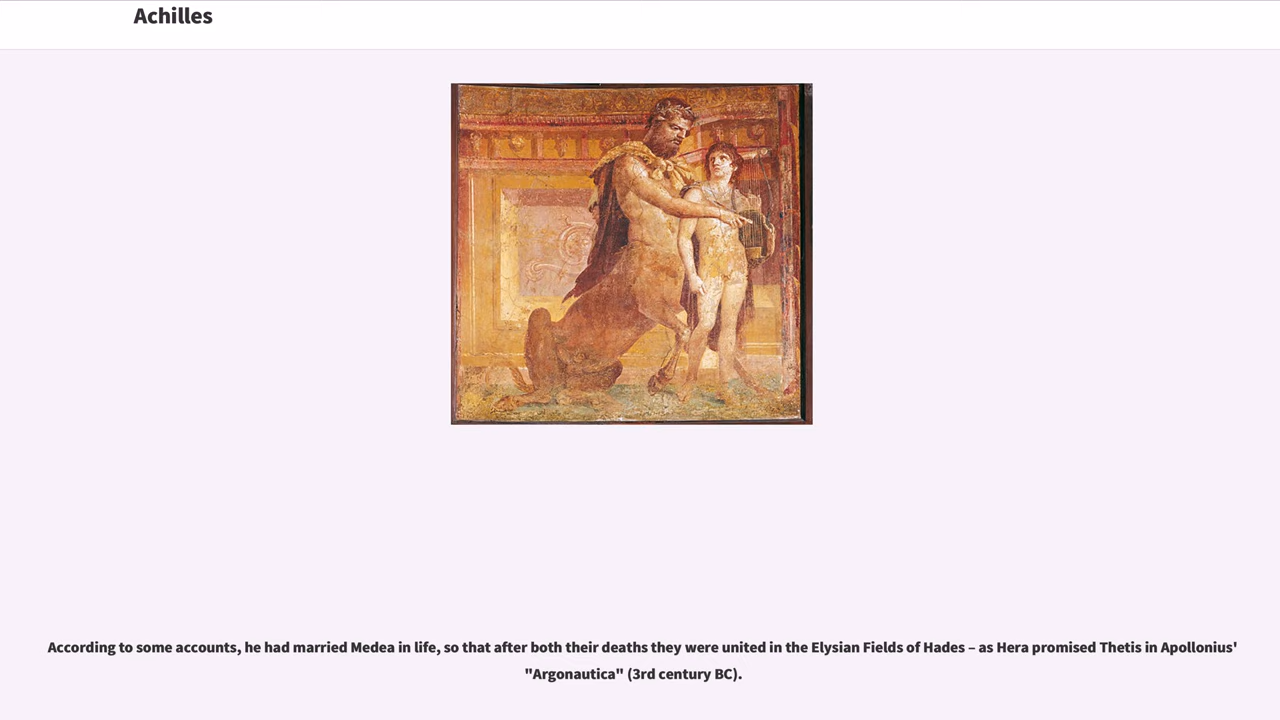 Achilles
According to some accounts, he had married Medea in life, so that after both their deaths they were united in the Elysian Fields of Hades – as Hera promised Thetis in Apollonius'
"Argonautica" (3rd century BC).